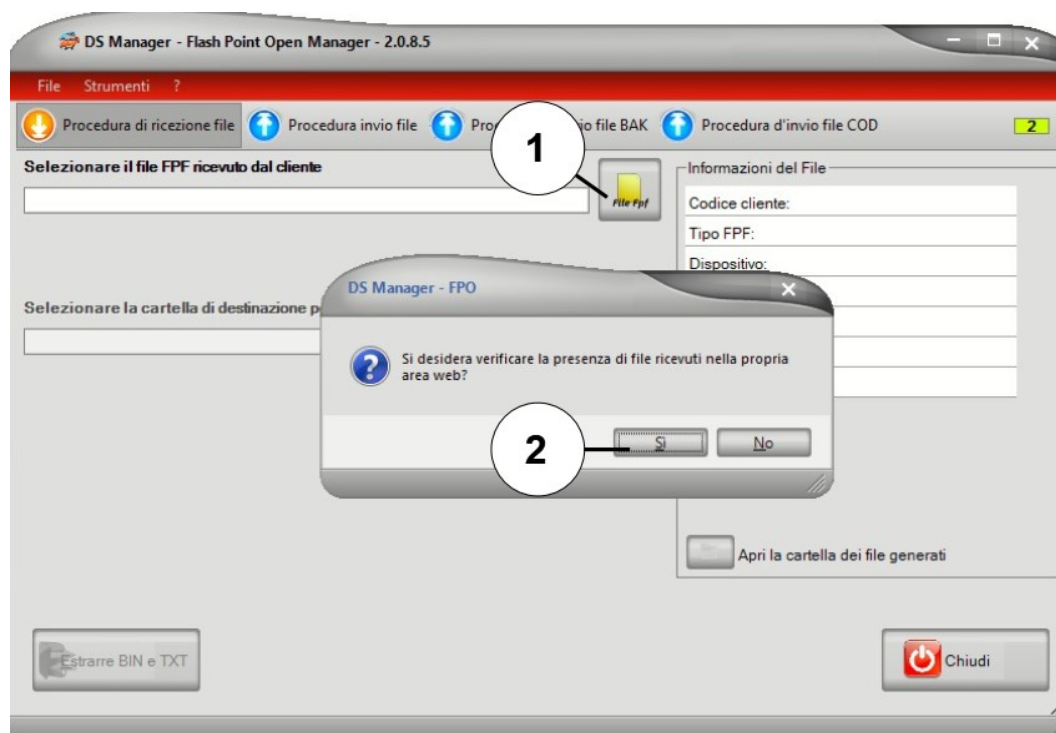 DS Manager - Flash Point Open Manager - 2.0.8.5
File Strumenti ?
Procedura di ricezione file Procedura invio file io file BAK Procedura d'invio file COD 2
1
Selezionare il file FPF ricevuto dal cliente
File Fpf
Informazioni del File
Codice cliente:
Tipo FPF:
Dispositivo:
Selezionare la cartella di destinazione
DS Manager - FPO
Si desidera verificare la presenza di file ricevuti nella propria
area web?
2
Sì No
Apri la cartella dei file generati
Estrarre BIN e TXT
Chiudi